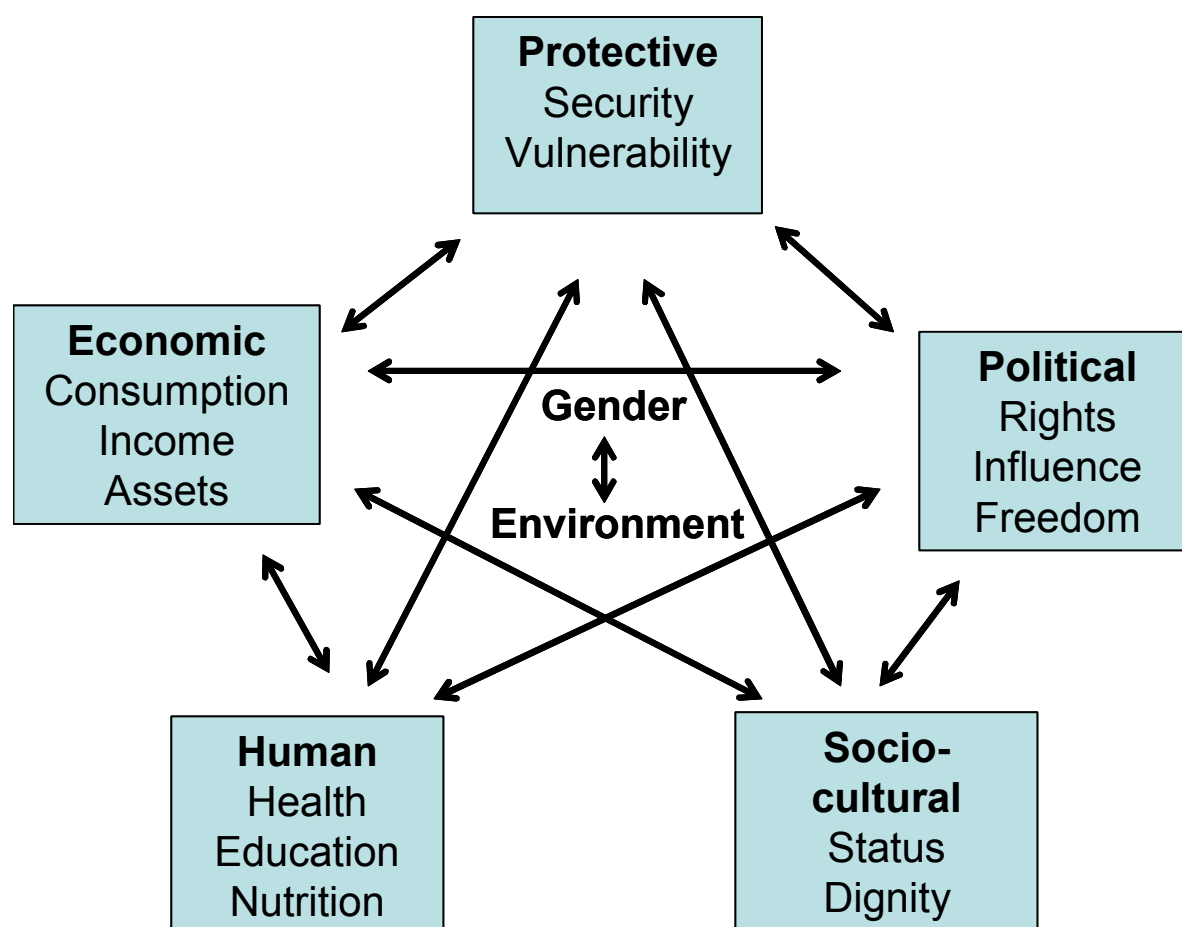 Protective
Security
Vulnerability
Economic
Consumption
Income
Assets
Political
Rights
Influence
Freedom
Gender
Environment
Human
Health
Education
Nutrition
Socio-
cultural
Status
Dignity